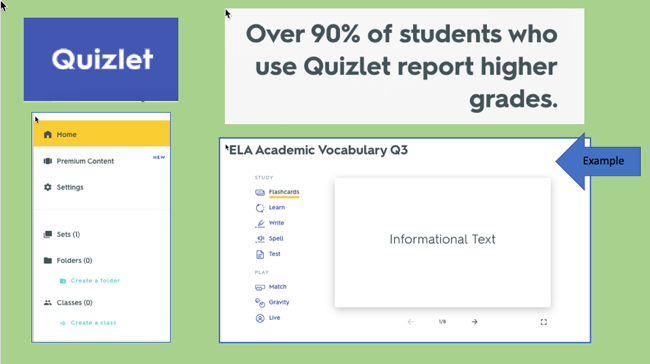 Quizlet
Over 90% of students who
use Quizlet report higher
grades.
Home
Premium Content
NEW
Settings
Sets (1)
Folders (0)
Create a folder
Classes (0)
Create a class
ELA Academic Vocabulary Q3
Example
STUDY
Flashcards
Learn
Write
Spell
Test
PLAY
Match
Gravity
Live
Informational Text
1/8